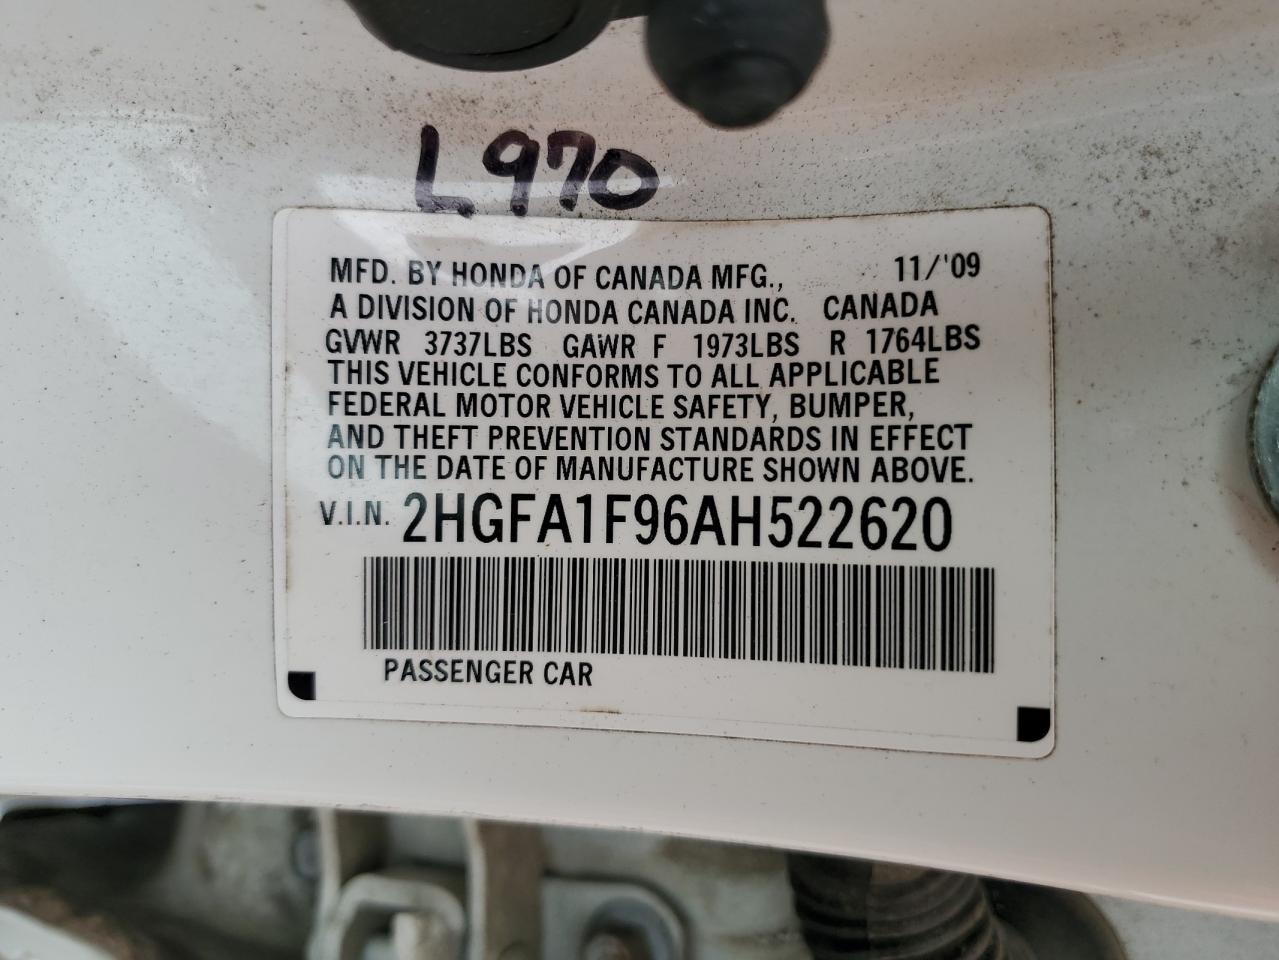 L970
MFD. BY HONDA OF CANADA MFG., 11/'09
A DIVISION OF HONDA CANADA INC. CANADA
GVWR 3737LBS GAWR F 1973LBS R 1764LBS
THIS VEHICLE CONFORMS TO ALL APPLICABLE
FEDERAL MOTOR VEHICLE SAFETY, BUMPER,
AND THEFT PREVENTION STANDARDS IN EFFECT
ON THE DATE OF MANUFACTURE SHOWN ABOVE.
V.I.N. 2HGFA1F96AH522620
PASSENGER CAR